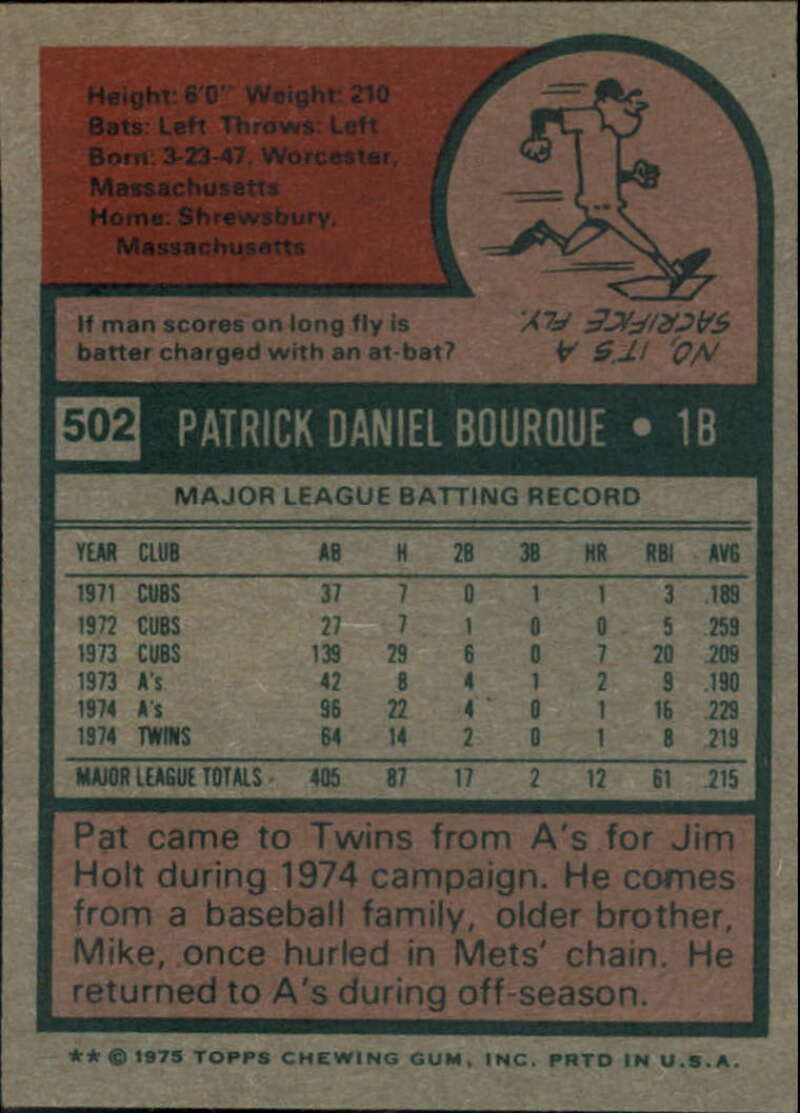 Height: 6'0" Weight: 210
Bats: Left Throws: Left
Born: 3-23-47, Worcester,
Massachusetts
Home: Shrewsbury,
Massachusetts
If man scores on long fly is
batter charged with an at-bat?
NO, IT'S A
SACRIFICE FLY.
502 PATRICK DANIEL BOURQUE • 1B
MAJOR LEAGUE BATTING RECORD
YEAR CLUB AB H 2B 3B HR RBI AVG
1971 CUBS 37 7 0 1 1 3 .189
1972 CUBS 27 7 1 0 0 5 .259
1973 CUBS 139 29 6 0 7 20 .209
1973 A's 42 8 4 1 2 9 .190
1974 A's 96 22 4 0 1 16 .229
1974 TWINS 64 14 2 0 1 8 .219
MAJOR LEAGUE TOTALS 405 87 17 2 12 61 .215
Pat came to Twins from A's for Jim
Holt during 1974 campaign. He comes
from a baseball family, older brother,
Mike, once hurled in Mets' chain. He
returned to A's during off-season.
** © 1975 TOPPS CHEWING GUM, INC. PRTD IN U.S.A.